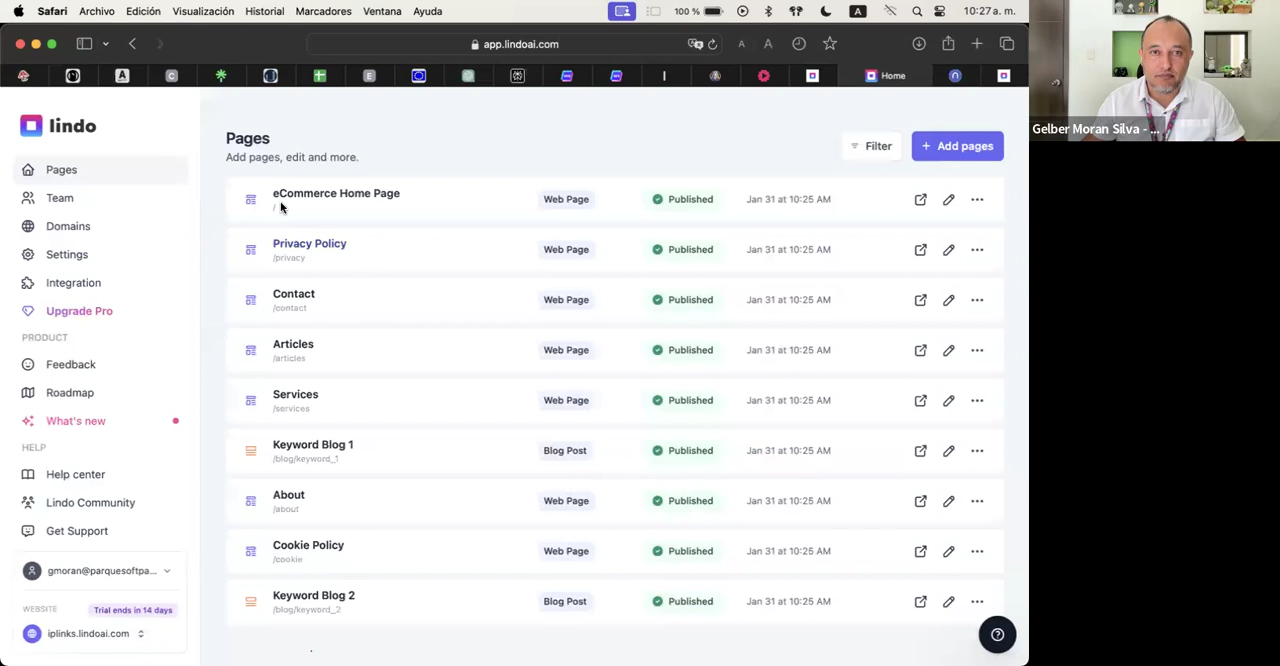 Safari Archivo Edición Visualización Historial Marcadores Ventana Ayuda 100 % A 10:27 a. m.
app.lindoai.com A A
A C E I Home
lindo
Pages
Team
Domains
Settings
Integration
Upgrade Pro
PRODUCT
Feedback
Roadmap
What's new
HELP
Help center
Lindo Community
Get Support
gmoran@parquesoftpa...
WEBSITE Trial ends in 14 days
iplinks.lindoai.com
Pages
Add pages, edit and more.
Filter + Add pages
eCommerce Home Page Web Page Published Jan 31 at 10:25 AM
/
Privacy Policy Web Page Published Jan 31 at 10:25 AM
/privacy
Contact Web Page Published Jan 31 at 10:25 AM
/contact
Articles Web Page Published Jan 31 at 10:25 AM
/articles
Services Web Page Published Jan 31 at 10:25 AM
/services
Keyword Blog 1 Blog Post Published Jan 31 at 10:25 AM
/blog/keyword_1
About Web Page Published Jan 31 at 10:25 AM
/about
Cookie Policy Web Page Published Jan 31 at 10:25 AM
/cookie
Keyword Blog 2 Blog Post Published Jan 31 at 10:25 AM
/blog/keyword_2
Gelber Moran Silva - ...